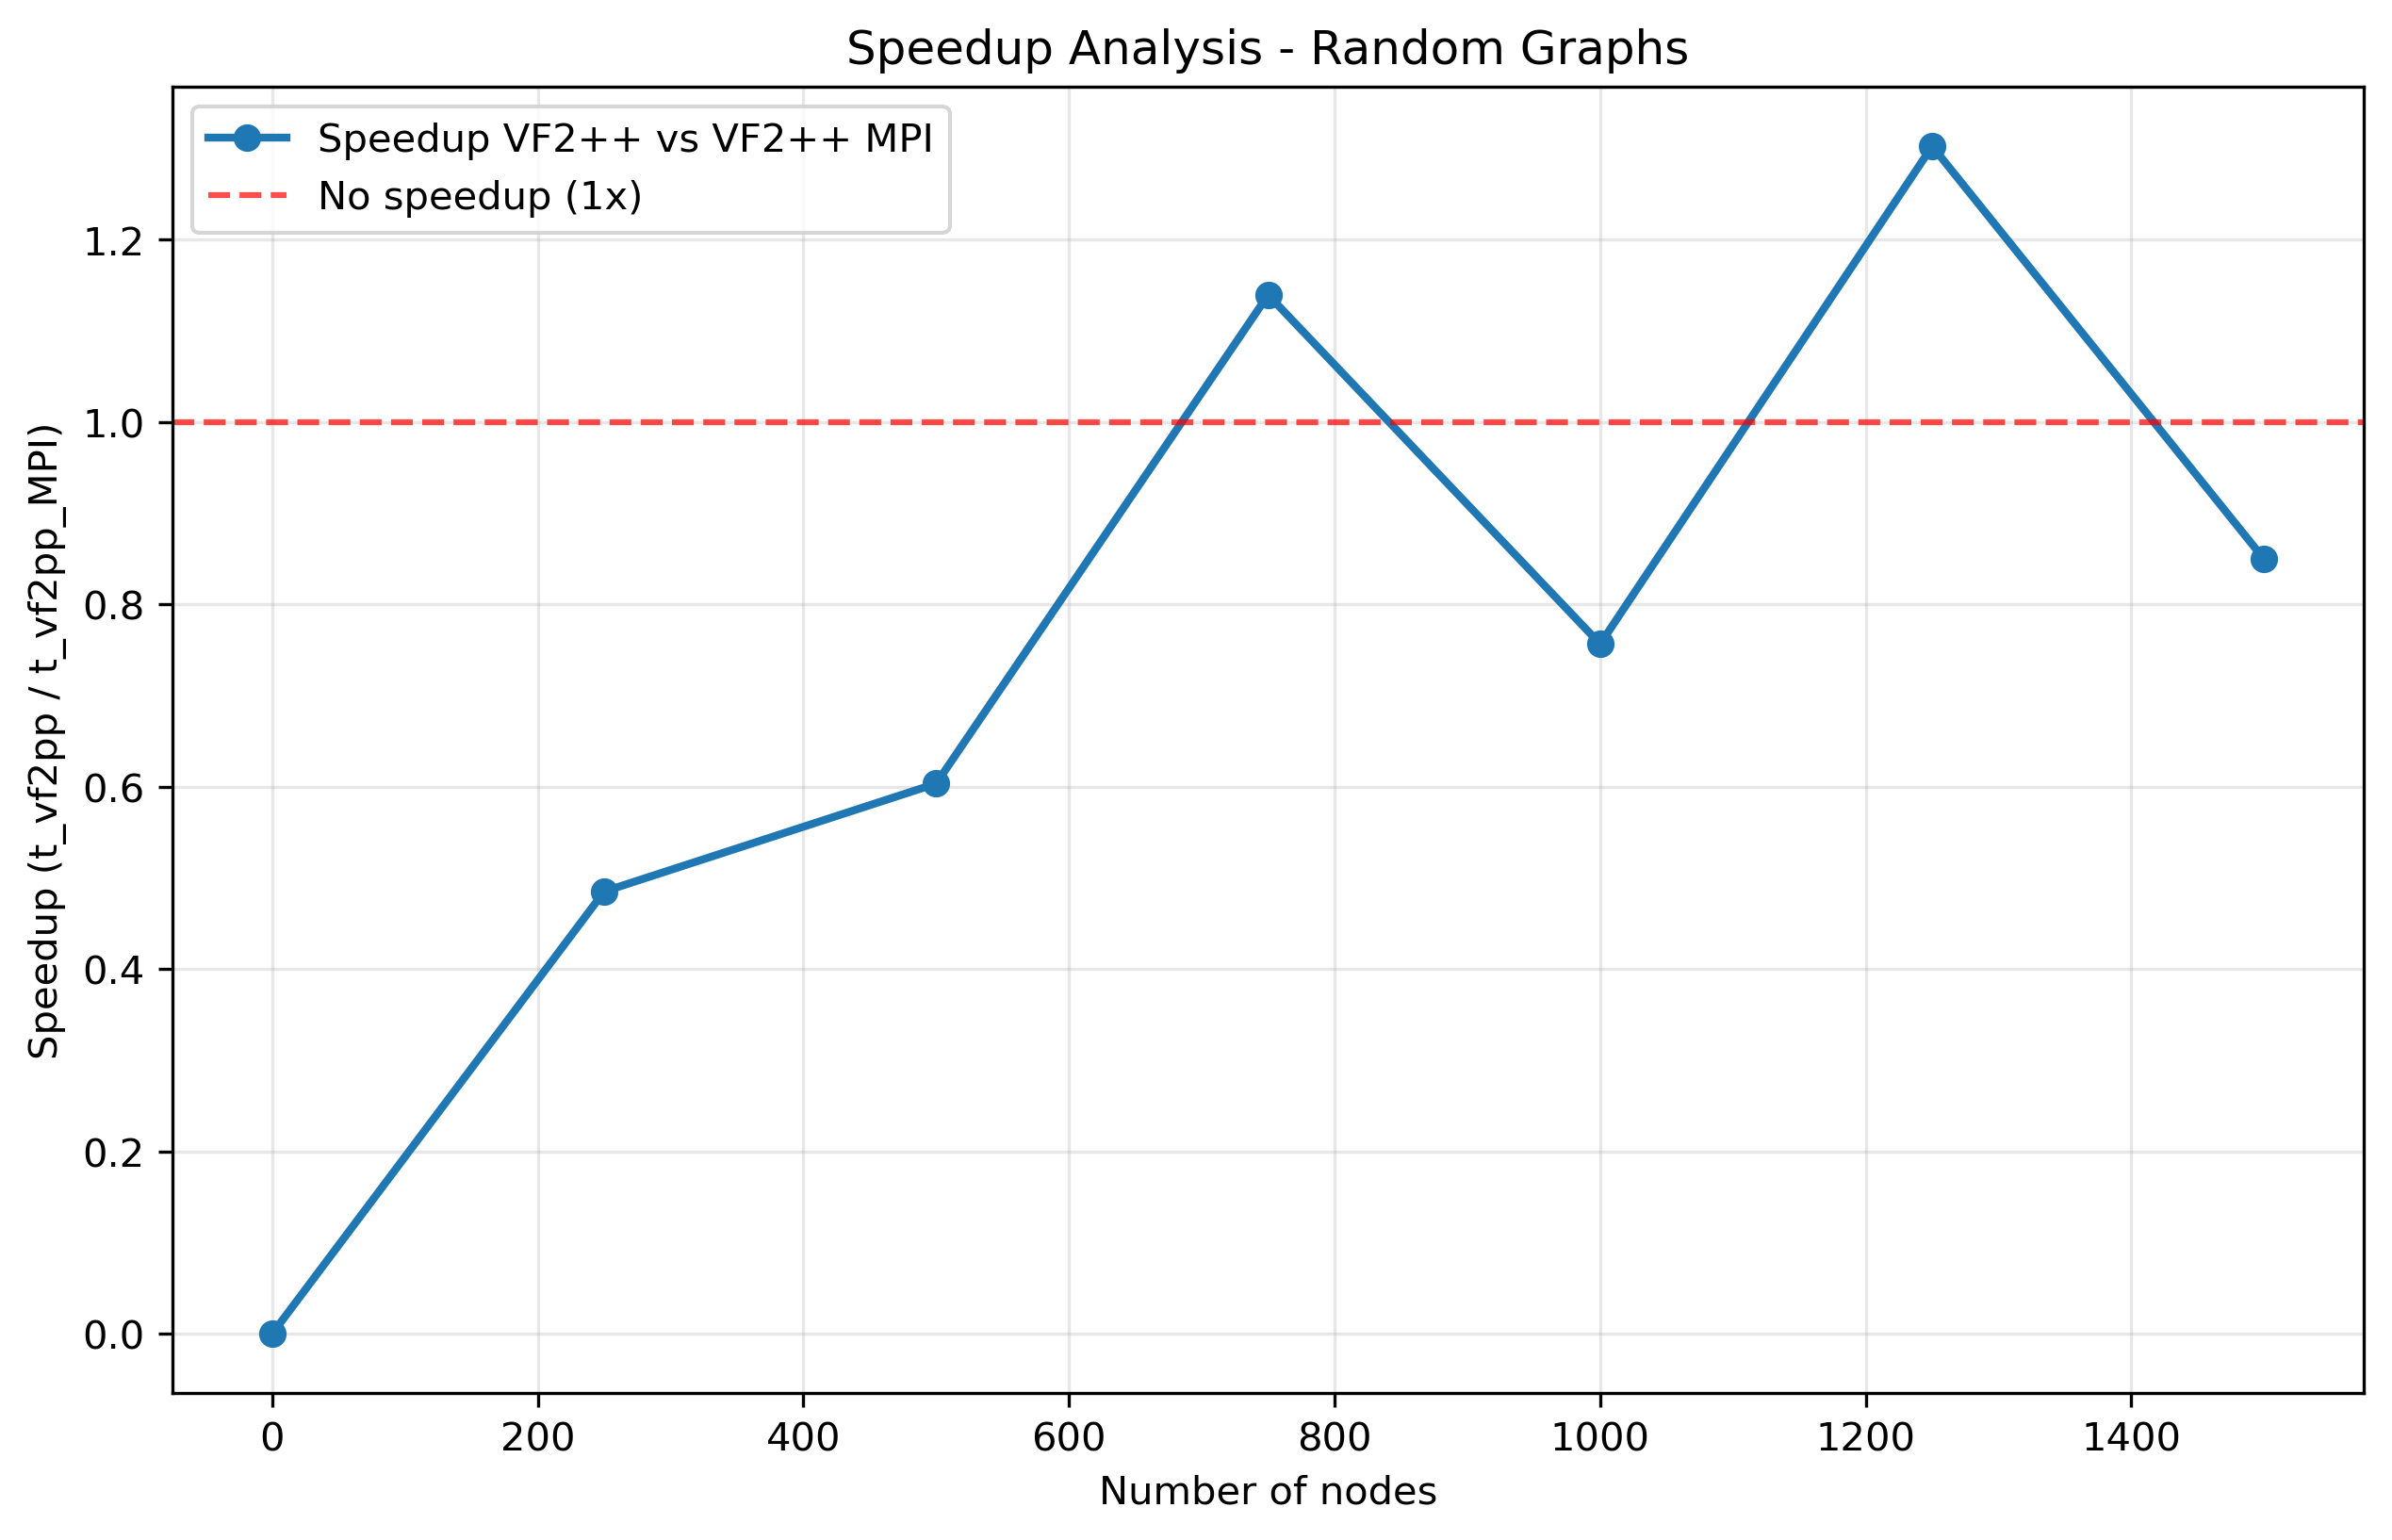 Speedup Analysis - Random Graphs
Speedup VF2++ vs VF2++ MPI
No speedup (1x)
Speedup (t_vf2pp / t_vf2pp_MPI)
1.2
1.0
0.8
0.6
0.4
0.2
0.0
0 200 400 600 800 1000 1200 1400
Number of nodes